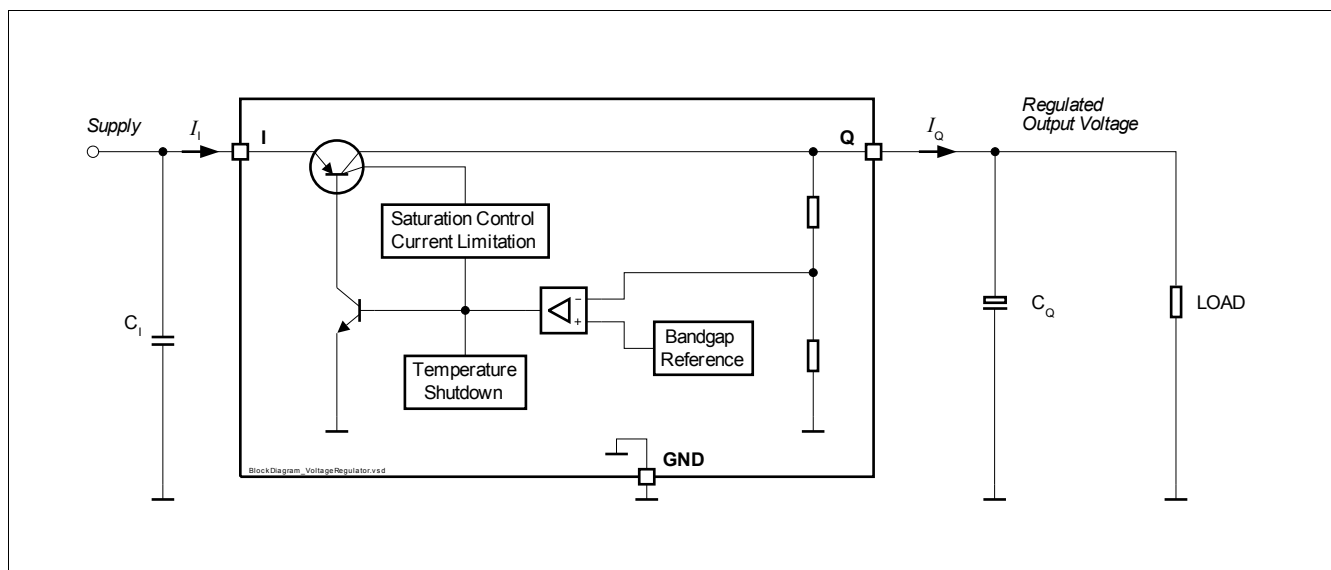 Supply
I_I
I
Q
I_Q
Regulated
Output Voltage
Saturation Control
Current Limitation
C_I
-
+
Bandgap
Reference
Temperature
Shutdown
C_Q
LOAD
GND
BlockDiagram_VoltageRegulator.vsd